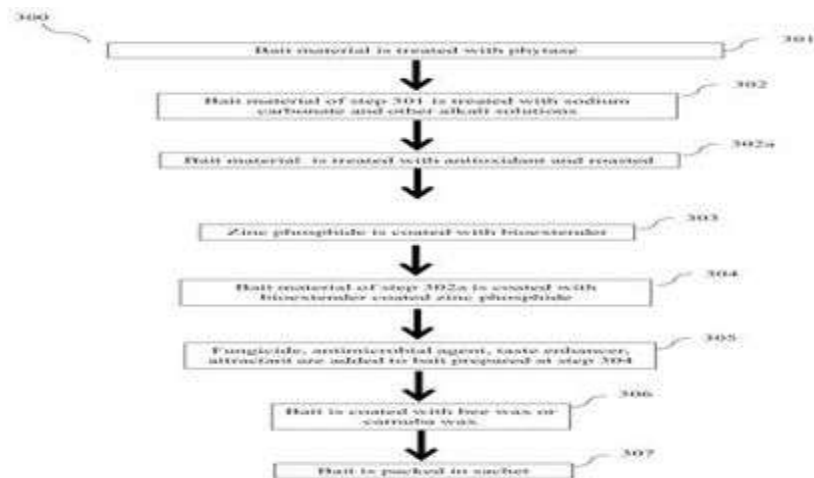 300
301
Bait material is treated with phytase
302
Bait material of step 301 is treated with sodium
carbonate and other alkali solutions
302a
Bait material is treated with antioxidant and roasted
303
Zinc phosphide is coated with bioextender
304
Bait material of step 302a is coated with
bioextender coated zinc phosphide
305
Fungicide, antimicrobial agent, taste enhancer,
attractant are added to bait prepared at step 304
306
Bait is coated with bee wax or
carnuba wax
307
Bait is packed in sachet